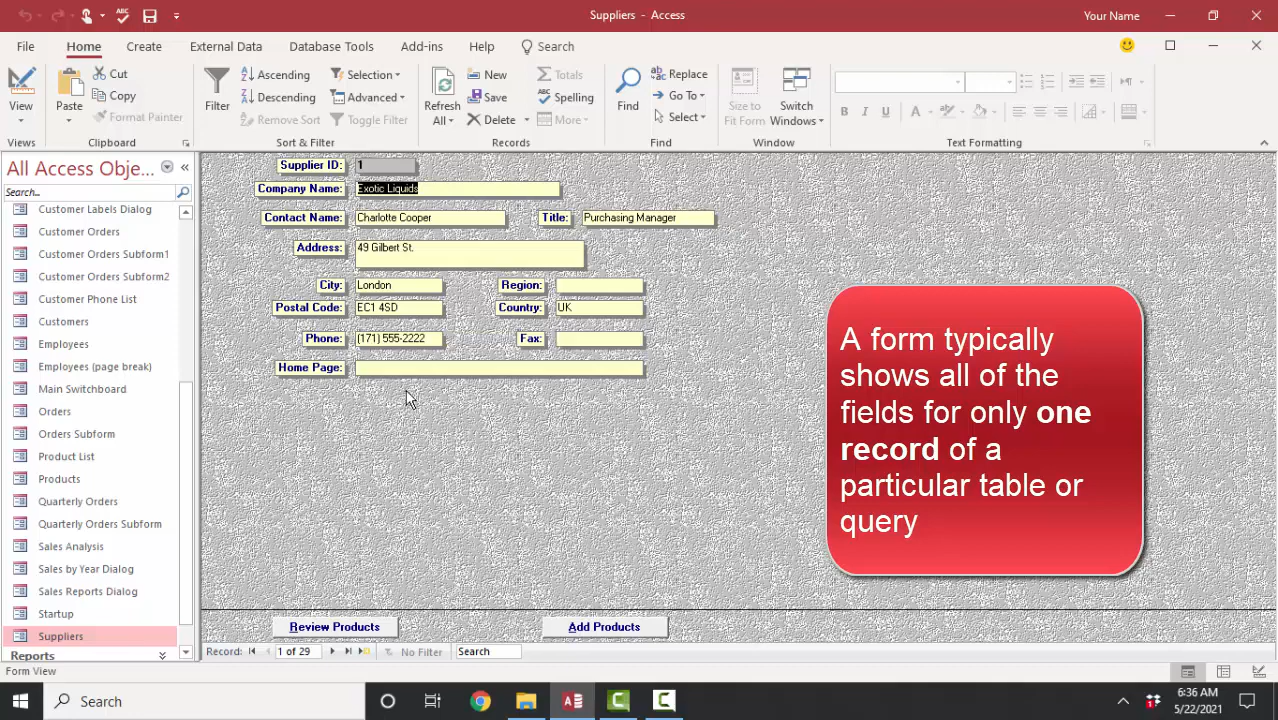 Suppliers - Access
Your Name
File Home Create External Data Database Tools Add-ins Help Search
View
Views
Paste
Cut
Copy
Format Painter
Clipboard
Filter
Ascending
Descending
Remove Sort
Selection
Advanced
Toggle Filter
Sort & Filter
Refresh
All
New
Save
Delete
Totals
Spelling
More
Records
Find
Replace
Go To
Select
Find
Size to
Fit Form
Switch
Windows
Window
B I U A
Text Formatting
All Access Obje...
Search...
Customer Labels Dialog
Customer Orders
Customer Orders Subform1
Customer Orders Subform2
Customer Phone List
Customers
Employees
Employees (page break)
Main Switchboard
Orders
Orders Subform
Product List
Products
Quarterly Orders
Quarterly Orders Subform
Sales Analysis
Sales by Year Dialog
Sales Reports Dialog
Startup
Suppliers
Reports
Supplier ID: 1
Company Name: Exotic Liquids
Contact Name: Charlotte Cooper Title: Purchasing Manager
Address: 49 Gilbert St.
City: London Region:
Postal Code: EC1 4SD Country: UK
Phone: (171) 555-2222 Fax:
Home Page:
A form typically
shows all of the
fields for only one
record of a
particular table or
query
Review Products Add Products
Record: 1 of 29 No Filter Search
Form View
Search
6:36 AM
5/22/2021